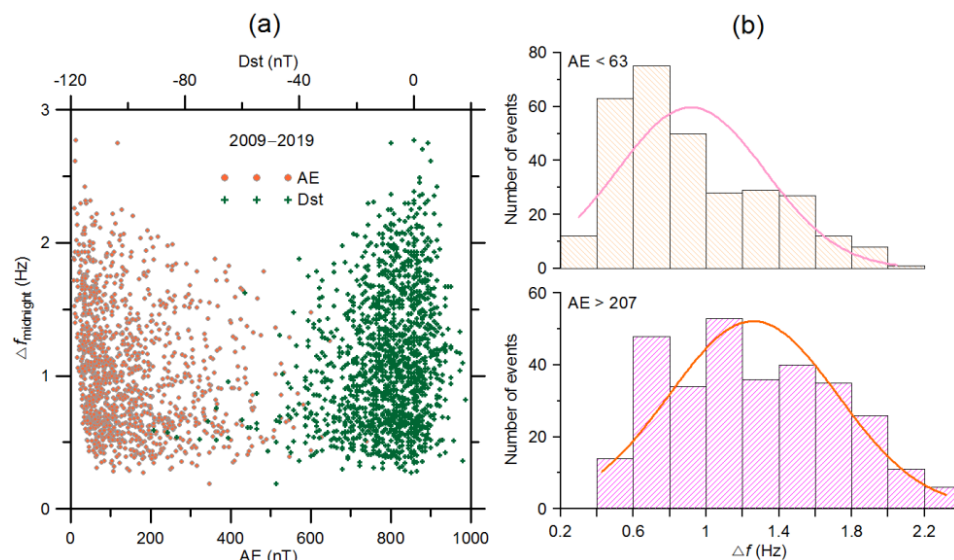 (a)
Dst (nT)
-120 -80 -40 0
3
2
1
0
△f midnight (Hz)
2009–2019
AE
Dst
0 200 400 600 800 1000
AE (nT)
(b)
AE < 63
80
60
40
20
0
Number of events
AE > 207
60
40
20
0
Number of events
0.2 0.6 1 1.4 1.8 2.2
△f (Hz)